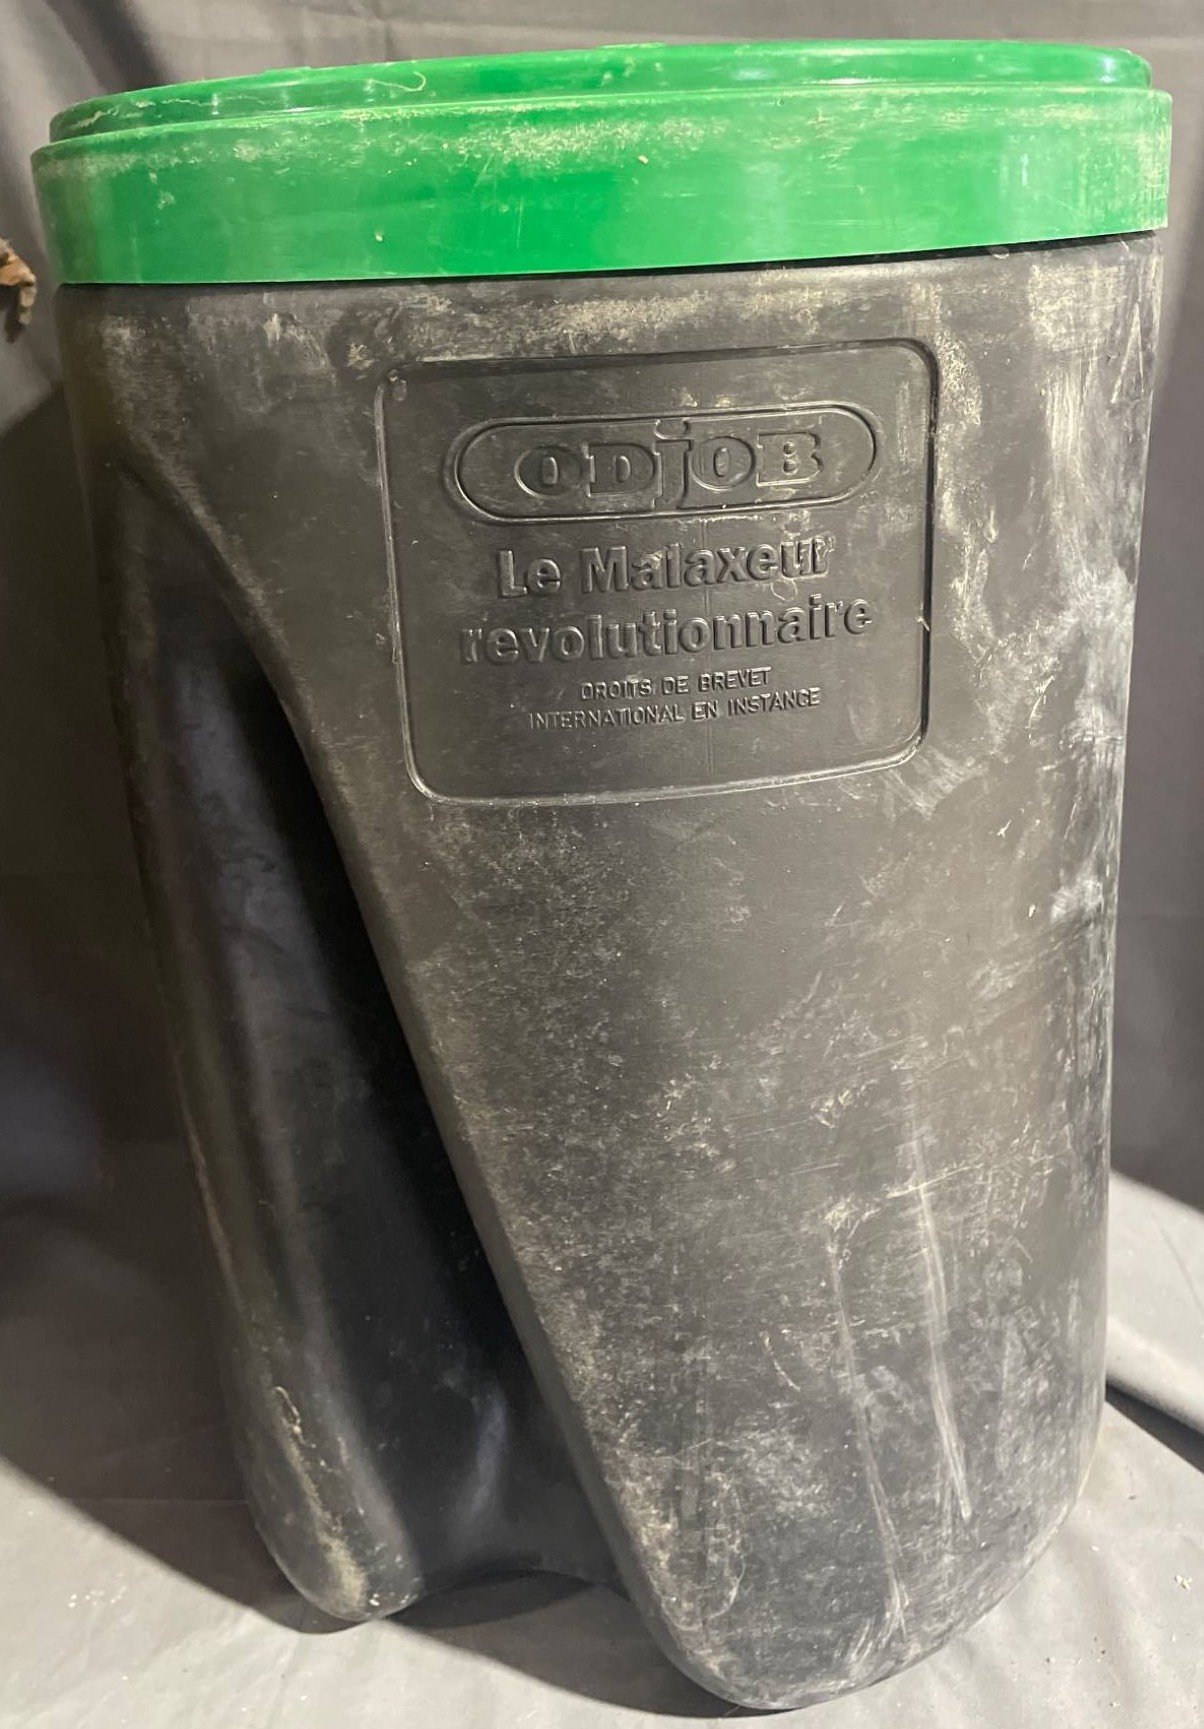 ODjOB
Le Malaxeur
revolutionnaire
DROITS DE BREVET
INTERNATIONAL EN INSTANCE